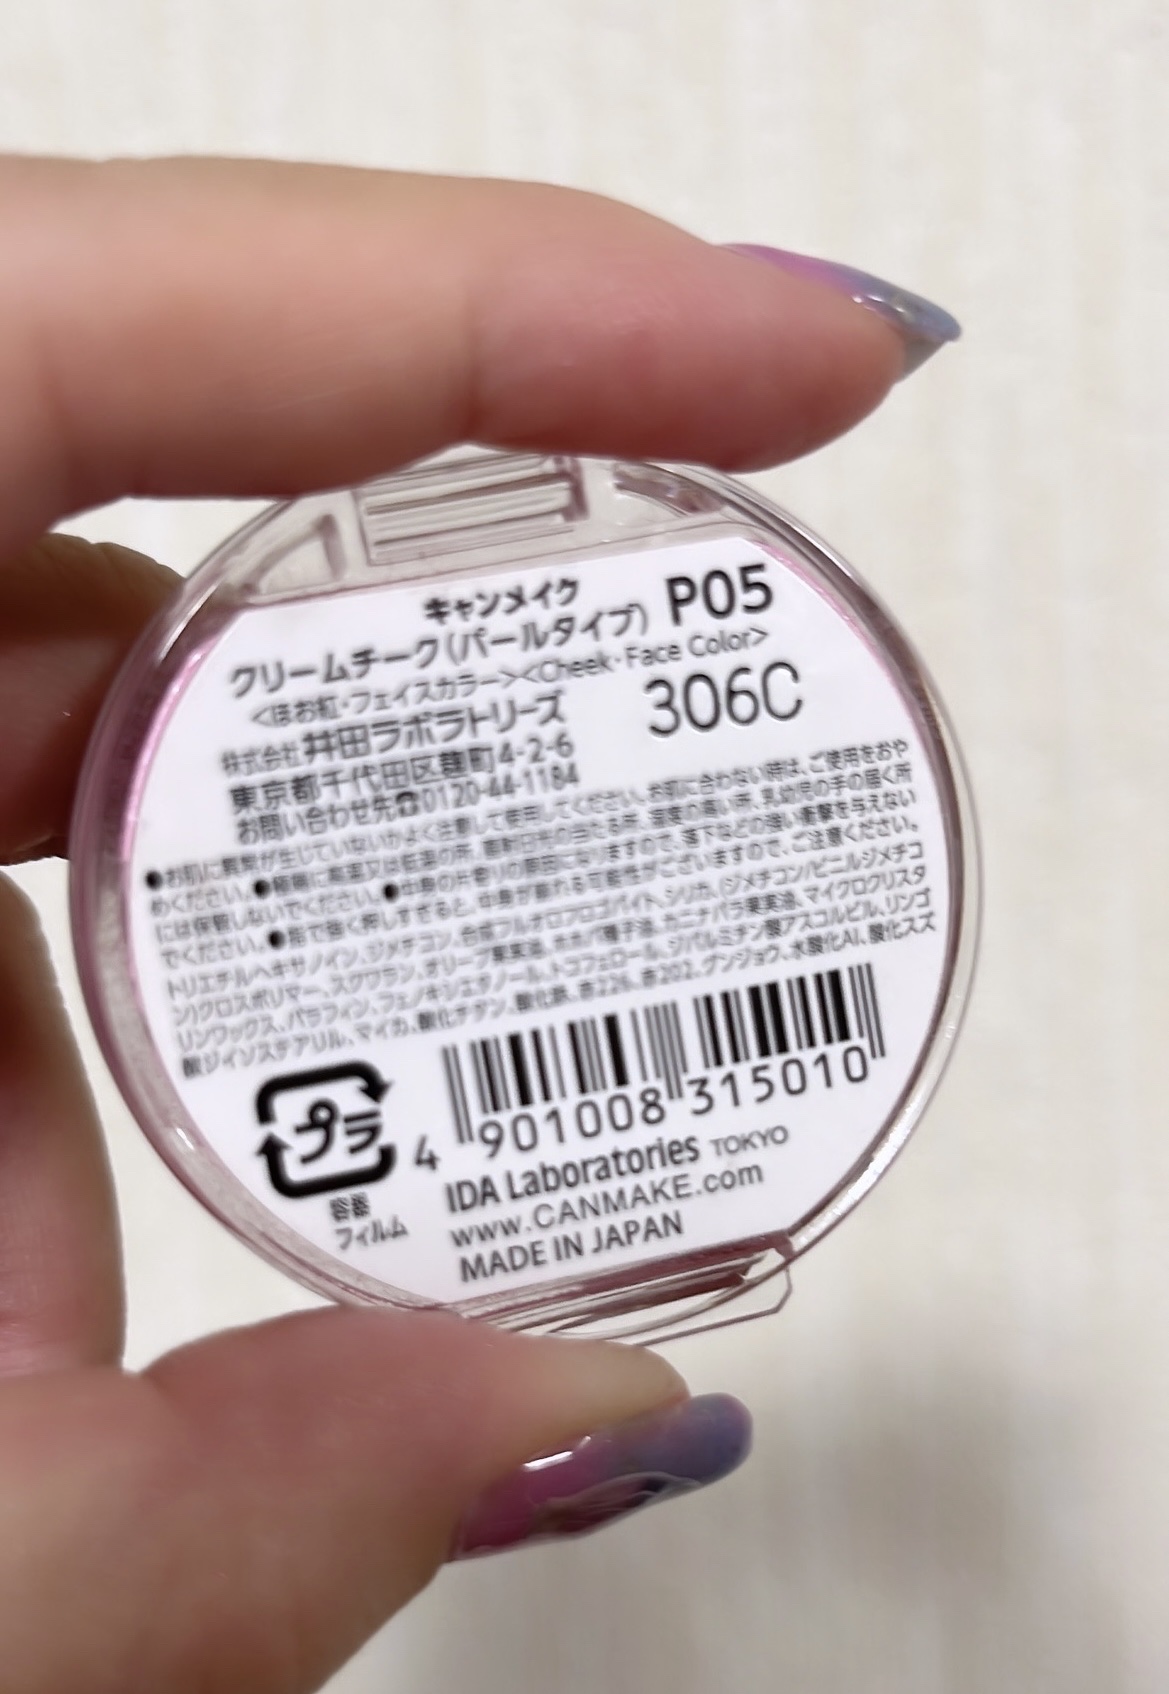 キャンメイク
クリームチーク(パールタイプ) P05
<ほお紅・フェイスカラー><Cheek・Face Color>
株式会社 井田ラボラトリーズ 306C
東京都千代田区麹町4-2-6
お問い合わせ先☎0120-44-1184
●お肌に異常が生じていないかよく注意して使用してください。お肌に合わない時は、ご使用をおや
めください。●極端に高温又は低温の所、直射日光の当たる所、湿度の高い所、乳幼児の手の届く所
には保管しないでください。●中身の片寄りの原因になりますので、落下などの強い衝撃を与えない
でください。●指で強く押しすぎると、中身が崩れる可能性がございますので、ご注意ください。
トリエチルヘキサノイン、ジメチコン、合成フルオロフロゴパイト、シリカ、(ジメチコン/ビニルジメチコ
ン)クロスポリマー、スクワラン、オリーブ果実油、ホホバ種子油、カニナバラ果実油、マイクロクリスタ
リンワックス、パラフィン、フェノキシエタノール、トコフェロール、ジパルミチン酸アスコルビル、リンゴ
酸ジイソステアリル、マイカ、酸化チタン、酸化鉄、赤226、赤202、グンジョウ、水酸化Al、酸化スズ
プラ
容器
フィルム
4 901008 315010
IDA Laboratories TOKYO
www.CANMAKE.com
MADE IN JAPAN